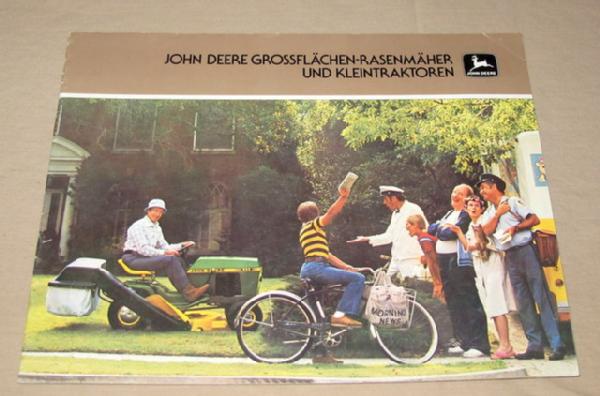 JOHN DEERE GROSSFLÄCHEN-RASENMÄHER
UND KLEINTRAKTOREN
JOHN DEERE
MORNING
NEWS